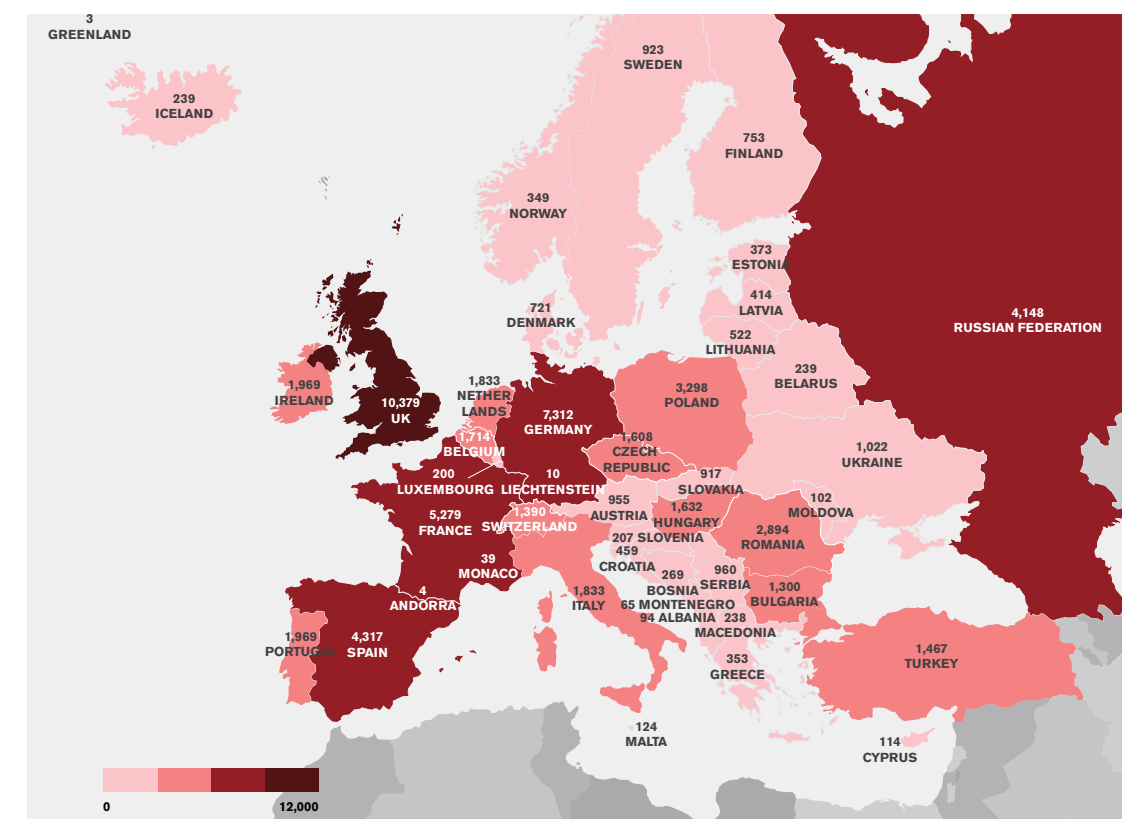 3
GREENLAND
239
ICELAND
923
SWEDEN
753
FINLAND
349
NORWAY
373
ESTONIA
414
LATVIA
721
DENMARK
522
LITHUANIA
4,148
RUSSIAN FEDERATION
239
BELARUS
1,969
IRELAND
10,379
UK
1,833
NETHER
LANDS
7,312
GERMANY
3,298
POLAND
1,714
BELGIUM
1,608
CZECH
REPUBLIC
1,022
UKRAINE
200
LUXEMBOURG
10
LIECHTENSTEIN
917
SLOVAKIA
955
AUSTRIA
1,632
HUNGARY
102
MOLDOVA
5,279
FRANCE
1,390
SWITZERLAND
2,894
ROMANIA
207 SLOVENIA
459
CROATIA
39
MONACO
269
BOSNIA
960
SERBIA
1,300
BULGARIA
4
ANDORRA
1,833
ITALY
65 MONTENEGRO
94 ALBANIA
238
MACEDONIA
1,969
PORTUGAL
4,317
SPAIN
353
GREECE
1,467
TURKEY
124
MALTA
114
CYPRUS
0
12,000